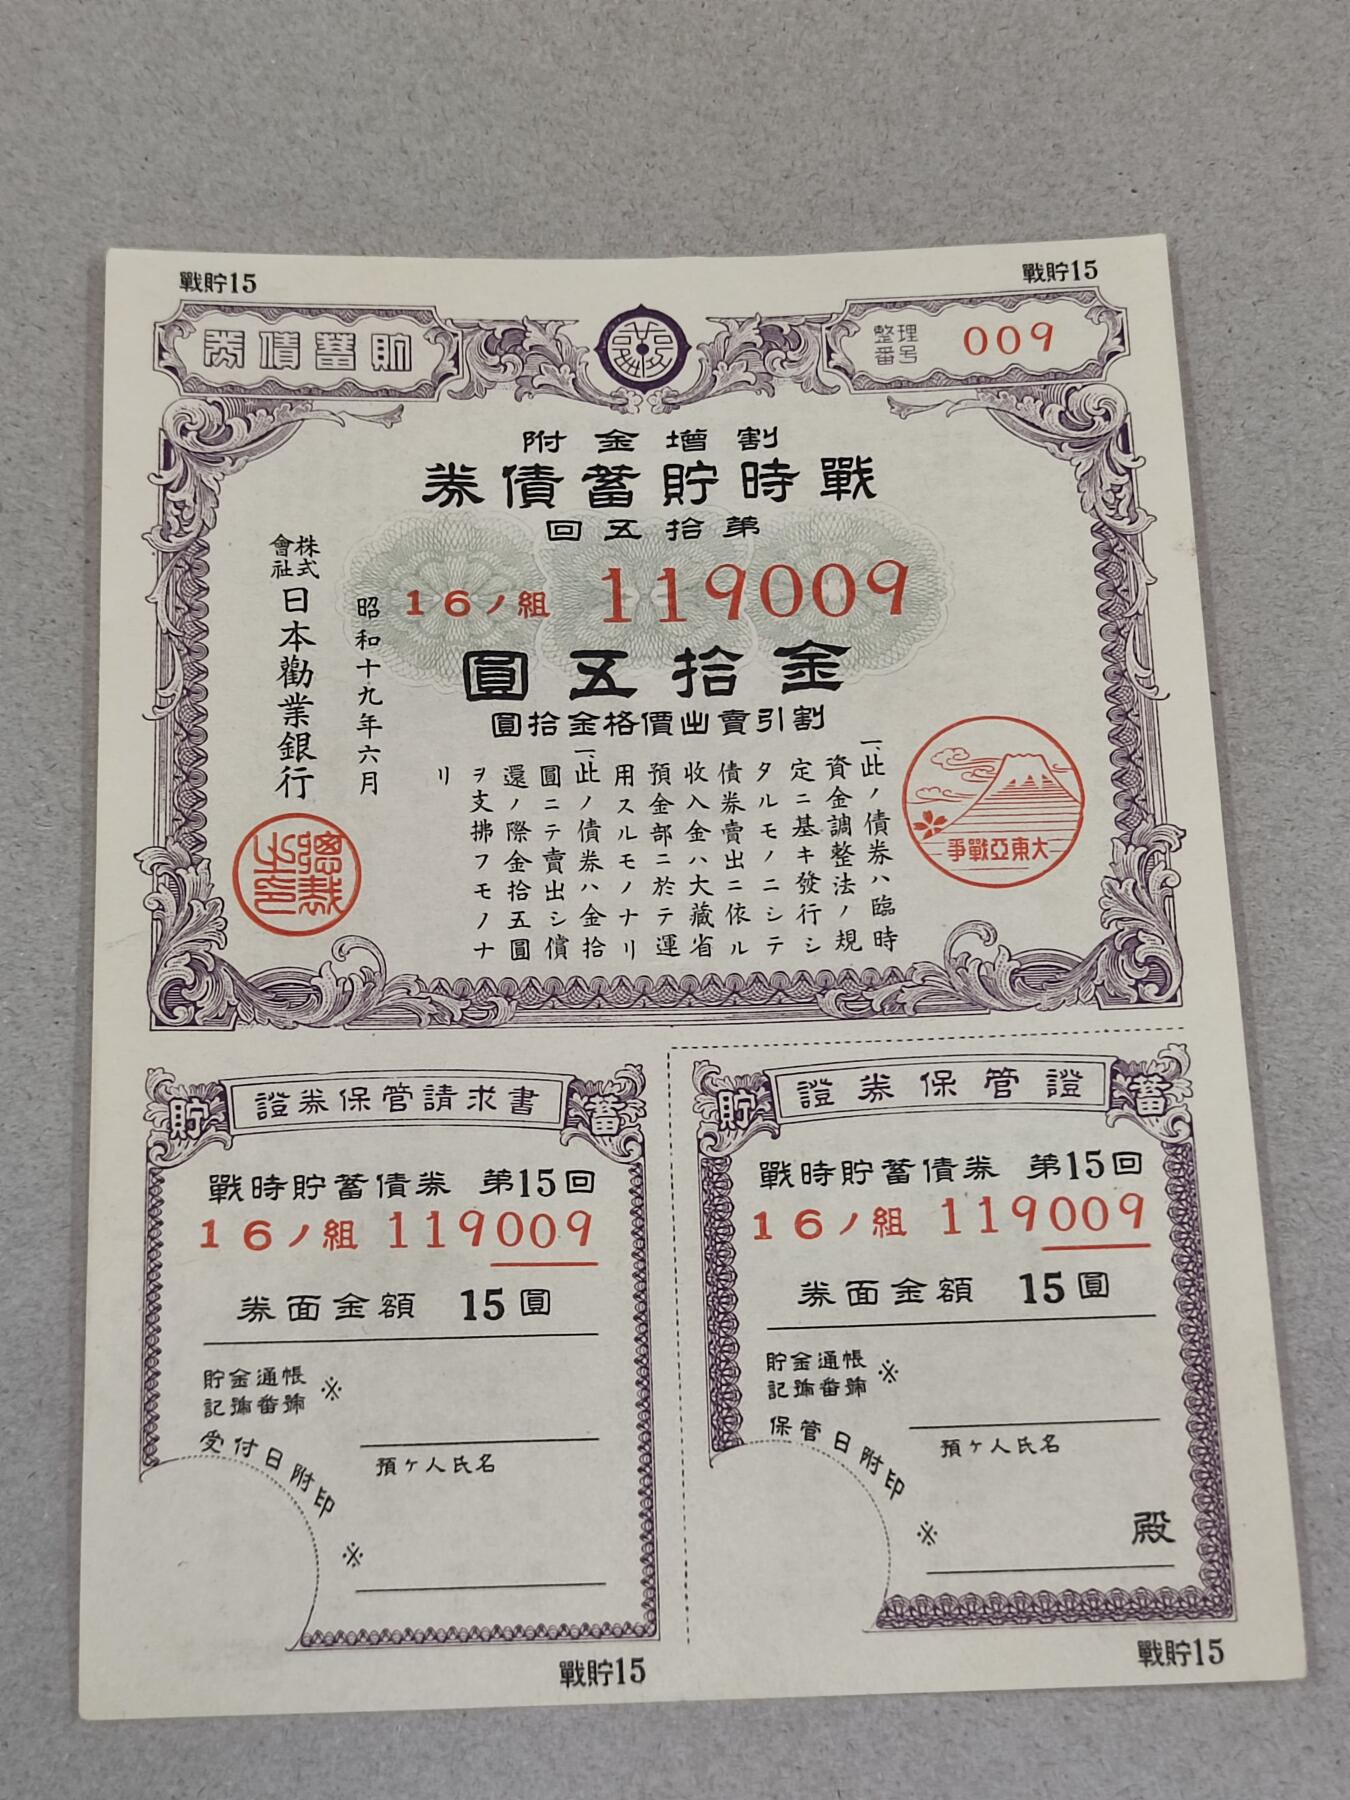 戰貯15
戰貯15
貯蓄債券
整理
番号
009
割增金附
戰時貯蓄債券
第拾五回
16ノ組 119009
金拾五圓
割引賣出價格金拾圓
一、此ノ債券ハ臨時
資金調整法ノ規
定ニ基キ發行シ
タルモノニシテ
債券賣出ニ依ル
收入金ハ大藏省
預金部ニ於テ運
用スルモノナリ
一、此ノ債券ハ金拾
圓ニテ賣出シ償
還ノ際金拾五圓
ヲ支拂フモノナ
リ
大東亞戰爭
昭和十九年六月
株式會社日本勸業銀行
總裁之印
貯 證券保管請求書 蓄
戰時貯蓄債券 第15回
16ノ組 119009
券面金額 15圓
貯金通帳
記號番號 ※
受付日附印
預ケ人氏名
※
戰貯15
貯 證券保管證 蓄
戰時貯蓄債券 第15回
16ノ組 119009
券面金額 15圓
貯金通帳
記號番號 ※
保管日附印
預ケ人氏名
※
殿
戰貯15